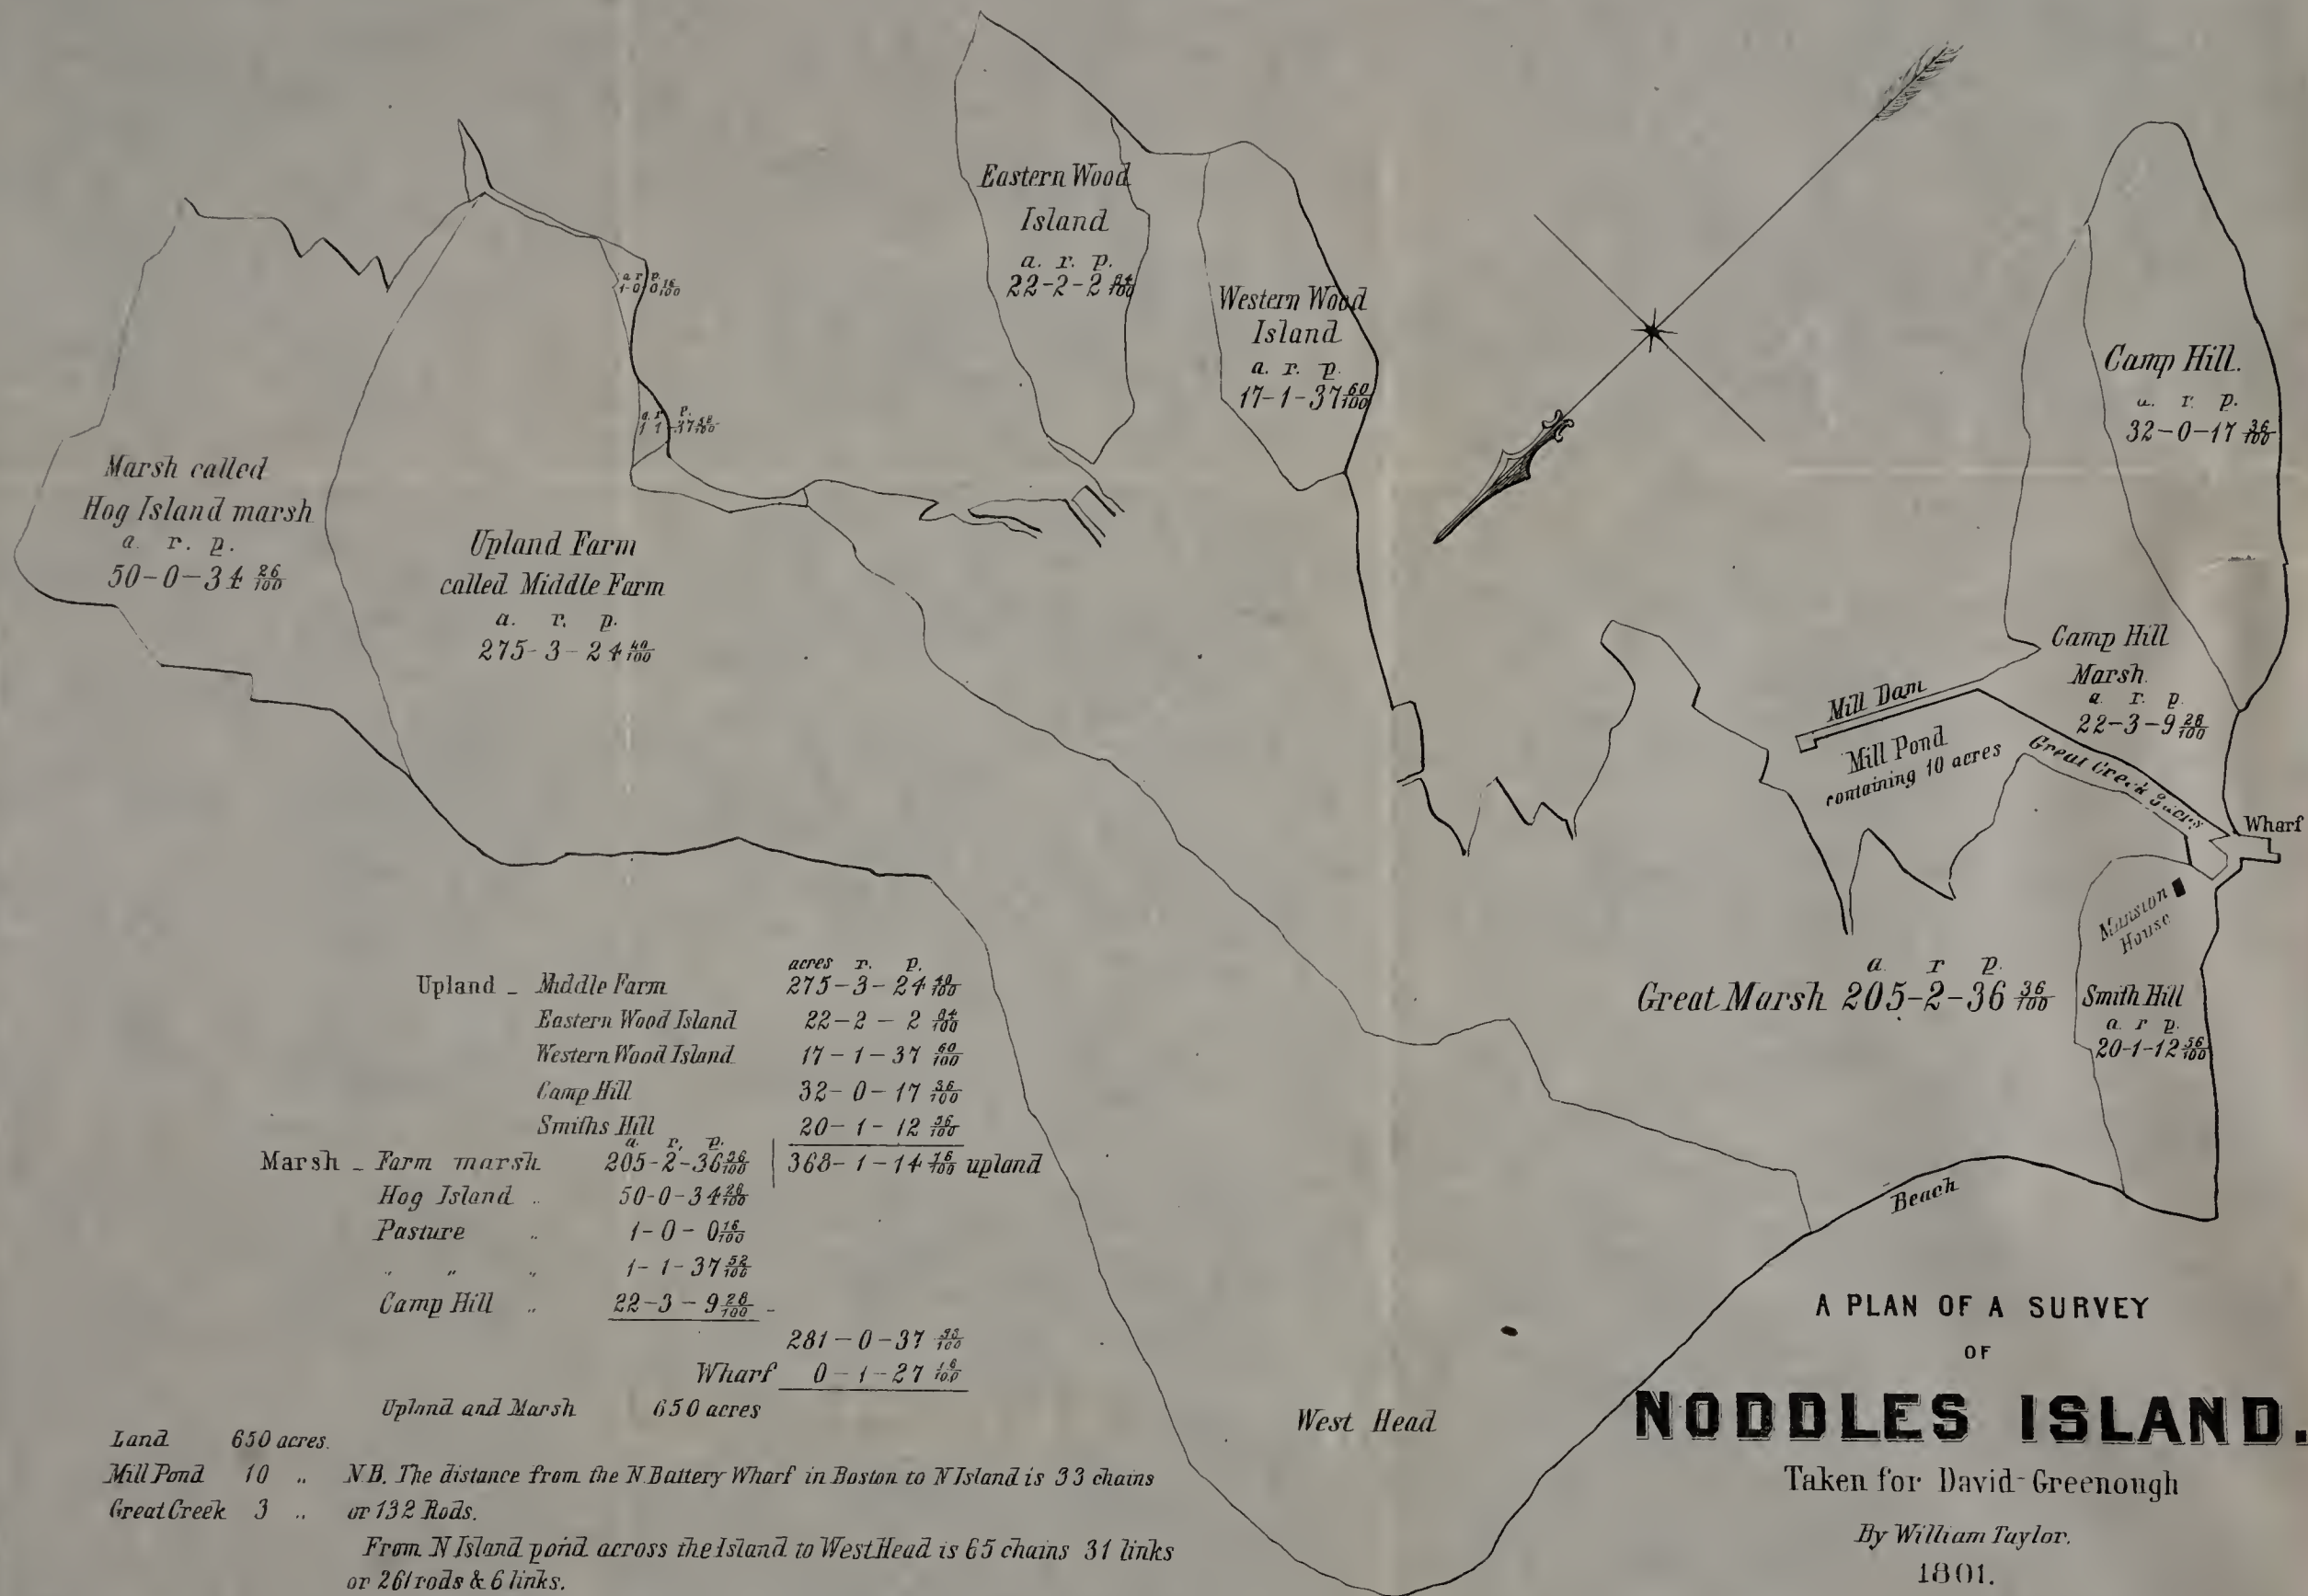 Eastern Wood
Island
a. r. p.
22-2-2 84/100
Western Wood
Island
a. r. p.
17-1-37 60/100
Camp Hill.
a. r. p.
32-0-17 36/100
a r p.
1-0-0 16/100
a. r. p.
1 1-37
Marsh called
Hog Island marsh
a. r. p.
50-0-34 26/100
Upland Farm
called Middle Farm
a. r. p.
275-3-24 40/100
Camp Hill
Marsh.
a. r. p.
22-3-9 28/100
Mill Dam
Mill Pond
containing 10 acres
Great Creek 3 acres
Wharf
Mansion
House
Great Marsh
a r p.
205-2-36 36/100
Smith Hill
a r p.
20-1-12 36/100
Beach
West Head
acres r. p.
Upland - Middle Farm 275-3-24 40/100
Eastern Wood Island 22-2-2 84/100
Western Wood Island 17-1-37 60/100
Camp Hill 32-0-17 36/100
Smiths Hill 20-1-12 36/100
a. r. p.
Marsh - Farm marsh 205-2-36 36/100 368-1-14 16/100 upland
Hog Island " 50-0-34 26/100
Pasture " 1-0-0 16/100
" " " 1-1-37 52/100
Camp Hill " 22-3-9 28/100 -
281-0-37
Wharf 0-1-27 16/100
Upland and Marsh 650 acres
Land 650 acres.
Mill Pond 10 "
Great Creek 3 "
N.B. The distance from the N. Battery Wharf in Boston to N Island is 33 chains
or 132 Rods.
From N Island pond across the Island to West Head is 65 chains 31 links
or 261 rods & 6 links.
A PLAN OF A SURVEY
OF
NODDLES ISLAND.
Taken for David Greenough
By William Taylor.
1801.